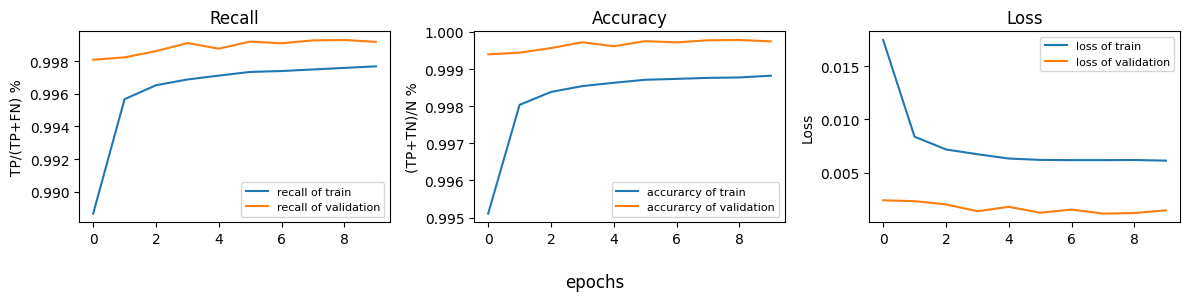 Recall
TP/(TP+FN) %
0.998
0.996
0.994
0.992
0.990
0 2 4 6 8
recall of train
recall of validation
Accuracy
(TP+TN)/N %
1.000
0.999
0.998
0.997
0.996
0.995
0 2 4 6 8
accurarcy of train
accurarcy of validation
Loss
Loss
0.015
0.010
0.005
0 2 4 6 8
loss of train
loss of validation
epochs